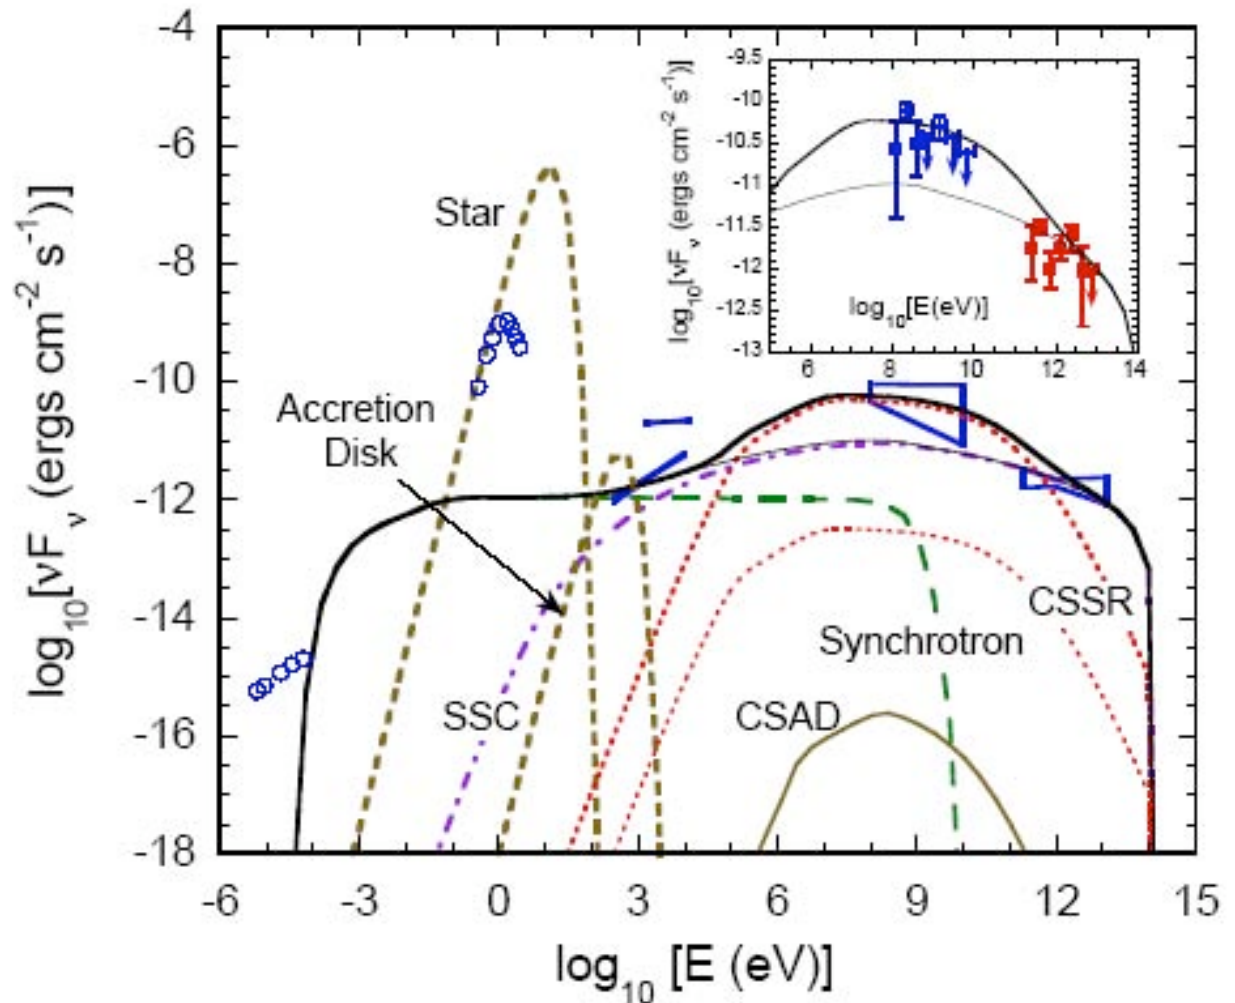 -4
-6
-8
-10
-12
-14
-16
-18
log10[νFν (ergs cm-2 s-1)]
-6
-3
0
3
6
9
12
15
log10 [E (eV)]
Star
Accretion
Disk
SSC
CSAD
Synchrotron
CSSR
-9.5
-10
-10.5
-11
-11.5
-12
-12.5
-13
log10[νFν (ergs cm-2 s-1)]
log10[E(eV)]
6
8
10
12
14